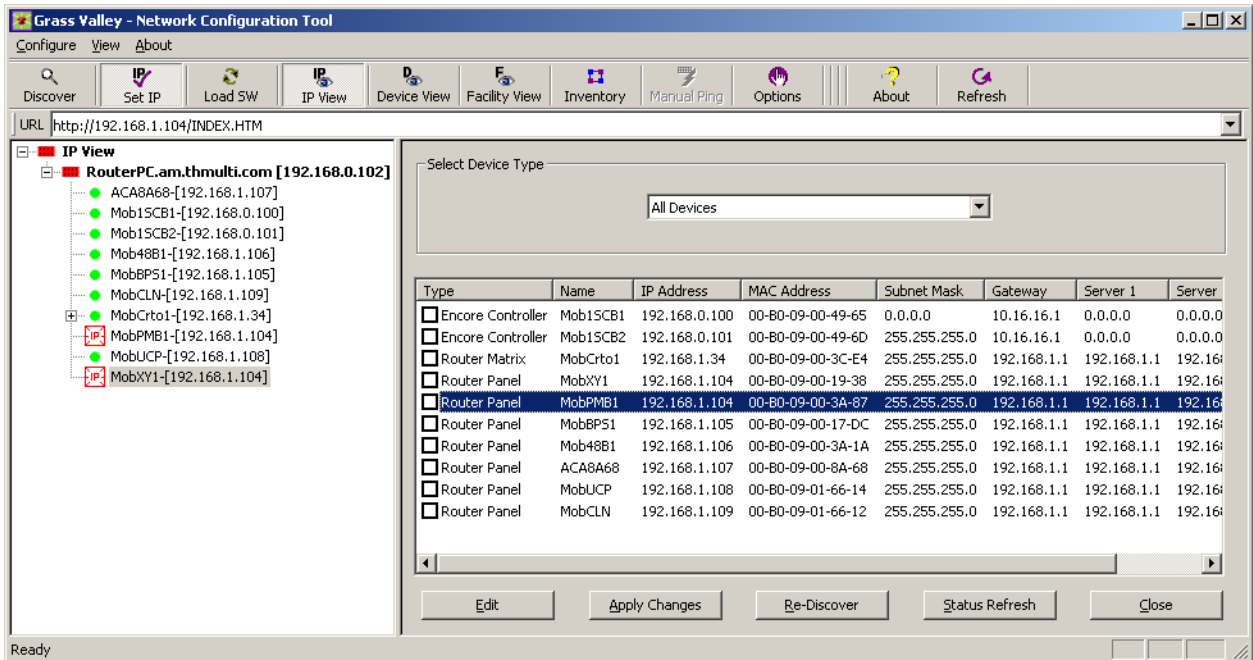 Grass Valley - Network Configuration Tool
Configure View About
Discover Set IP Load SW IP View Device View Facility View Inventory Manual Ping Options About Refresh
URL http://192.168.1.104/INDEX.HTM
IP View
RouterPC.am.thmulti.com [192.168.0.102]
ACA8A68-[192.168.1.107]
Mob1SCB1-[192.168.0.100]
Mob1SCB2-[192.168.0.101]
Mob48B1-[192.168.1.106]
MobBPS1-[192.168.1.105]
MobCLN-[192.168.1.109]
MobCrto1-[192.168.1.34]
MobPMB1-[192.168.1.104]
MobUCP-[192.168.1.108]
MobXY1-[192.168.1.104]
Select Device Type
All Devices
Type Name IP Address MAC Address Subnet Mask Gateway Server 1 Server
Encore Controller Mob1SCB1 192.168.0.100 00-B0-09-00-49-65 0.0.0.0 10.16.16.1 0.0.0.0 0.0.0.0
Encore Controller Mob1SCB2 192.168.0.101 00-B0-09-00-49-6D 255.255.255.0 10.16.16.1 0.0.0.0 0.0.0.0
Router Matrix MobCrto1 192.168.1.34 00-B0-09-00-3C-E4 255.255.255.0 192.168.1.1 192.168.1.1 192.16
Router Panel MobXY1 192.168.1.104 00-B0-09-00-19-38 255.255.255.0 192.168.1.1 192.168.1.1 192.16
Router Panel MobPMB1 192.168.1.104 00-B0-09-00-3A-87 255.255.255.0 192.168.1.1 192.168.1.1 192.16
Router Panel MobBPS1 192.168.1.105 00-B0-09-00-17-DC 255.255.255.0 192.168.1.1 192.168.1.1 192.16
Router Panel Mob48B1 192.168.1.106 00-B0-09-00-3A-1A 255.255.255.0 192.168.1.1 192.168.1.1 192.16
Router Panel ACA8A68 192.168.1.107 00-B0-09-00-8A-68 255.255.255.0 192.168.1.1 192.168.1.1 192.16
Router Panel MobUCP 192.168.1.108 00-B0-09-01-66-14 255.255.255.0 192.168.1.1 192.168.1.1 192.16
Router Panel MobCLN 192.168.1.109 00-B0-09-01-66-12 255.255.255.0 192.168.1.1 192.168.1.1 192.16
Edit Apply Changes Re-Discover Status Refresh Close
Ready